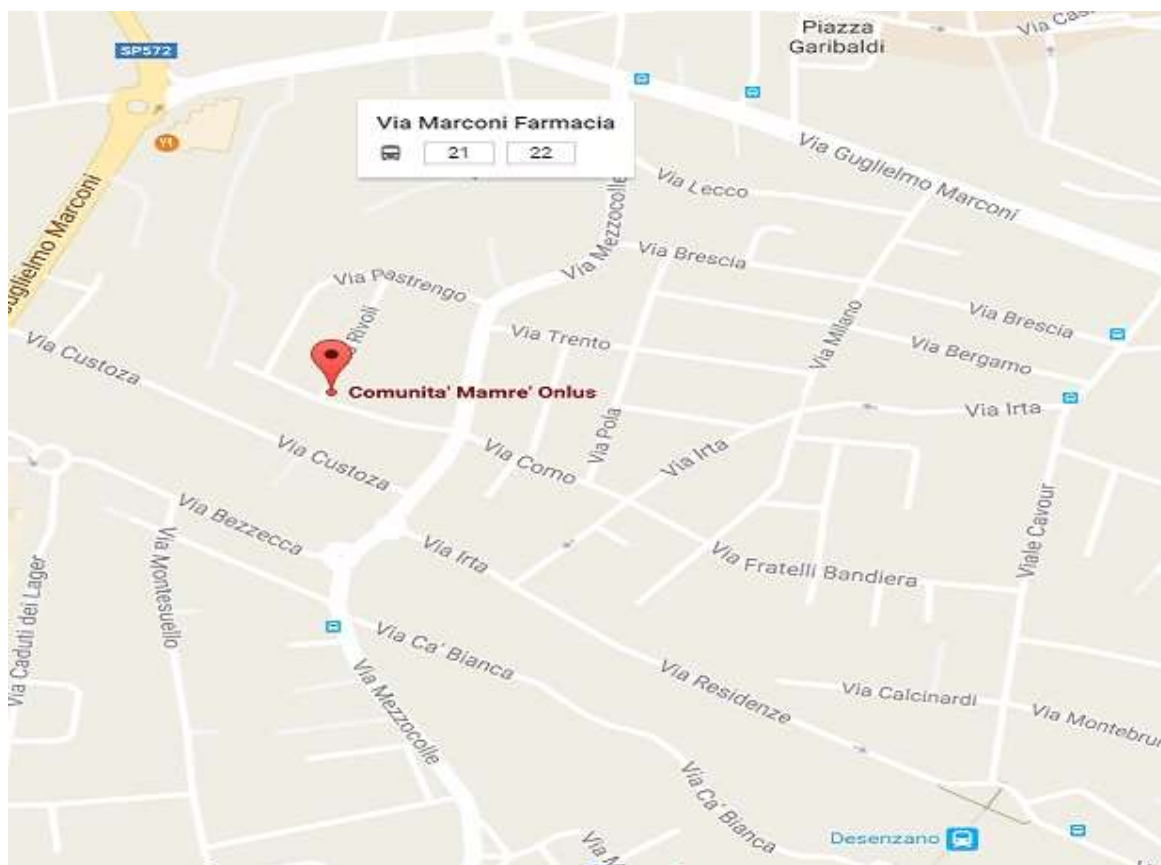 Piazza
Garibaldi
SP572
Via Marconi Farmacia
21 22
Via Guglielmo Marconi
Guglielmo Marconi
Via Lecco
Via Mezzocolle
Via Brescia
Via Pastrengo
Rivoli
Via Trento
Via Milano
Via Brescia
Via Bergamo
Via Custoza
Comunita' Mamre' Onlus
Via Irta
Via Pola
Via Irta
Via Como
Via Custoza
Via Bezzecca
Via Irta
Via Montesuello
Via Fratelli Bandiera
Viale Cavour
Via Caduti dei Lager
Via Ca' Bianca
Via Mezzocolle
Via Residenze
Via Calcinardi
Via Montebrun
Via Ca' Bianca
Desenzano